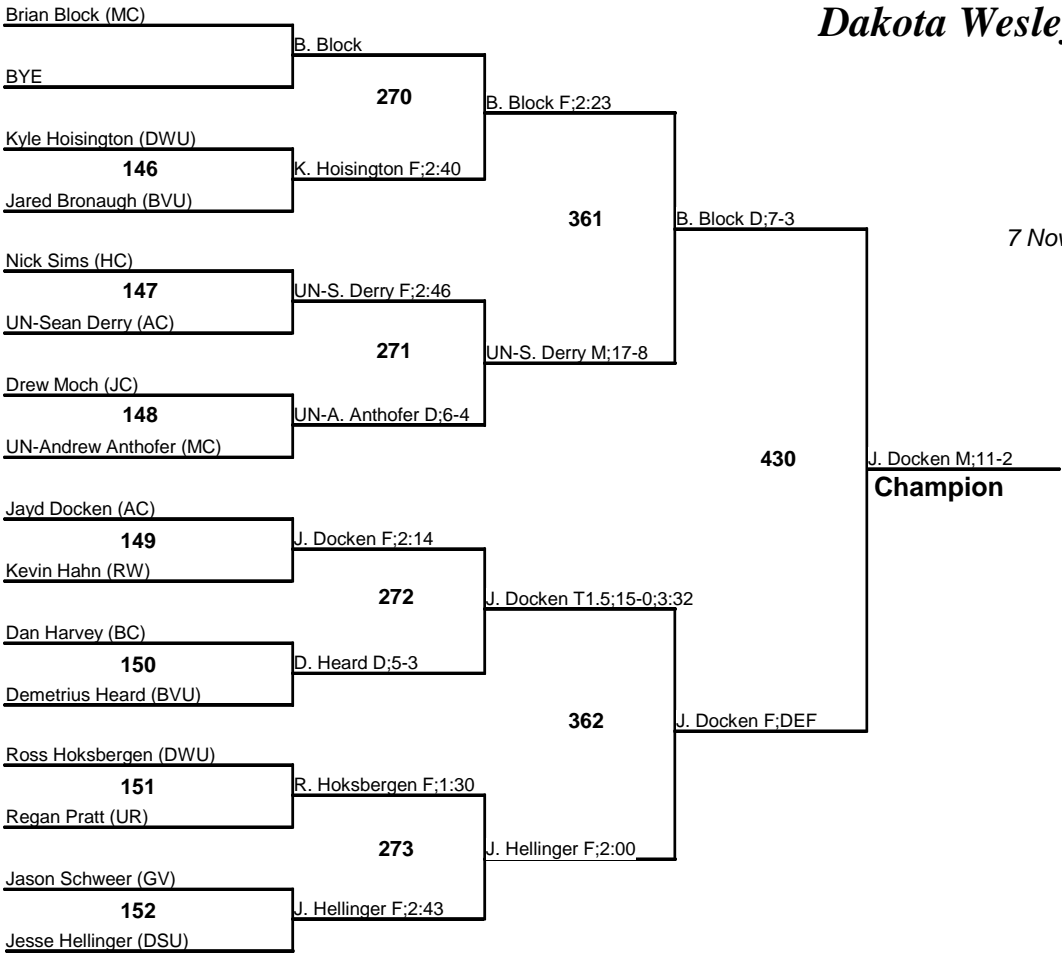 Brian Block (MC)
Dakota Wesley
B. Block
BYE
270
B. Block F;2:23
Kyle Hoisington (DWU)
146
K. Hoisington F;2:40
Jared Bronaugh (BVU)
361
B. Block D;7-3
7 Nov
Nick Sims (HC)
147
UN-S. Derry F;2:46
UN-Sean Derry (AC)
271
UN-S. Derry M;17-8
Drew Moch (JC)
148
UN-A. Anthofer D;6-4
UN-Andrew Anthofer (MC)
430
J. Docken M;11-2
Champion
Jayd Docken (AC)
149
J. Docken F;2:14
Kevin Hahn (RW)
272
J. Docken T1.5;15-0;3:32
Dan Harvey (BC)
150
D. Heard D;5-3
Demetrius Heard (BVU)
362
J. Docken F;DEF
Ross Hoksbergen (DWU)
151
R. Hoksbergen F;1:30
Regan Pratt (UR)
273
J. Hellinger F;2:00
Jason Schweer (GV)
152
J. Hellinger F;2:43
Jesse Hellinger (DSU)